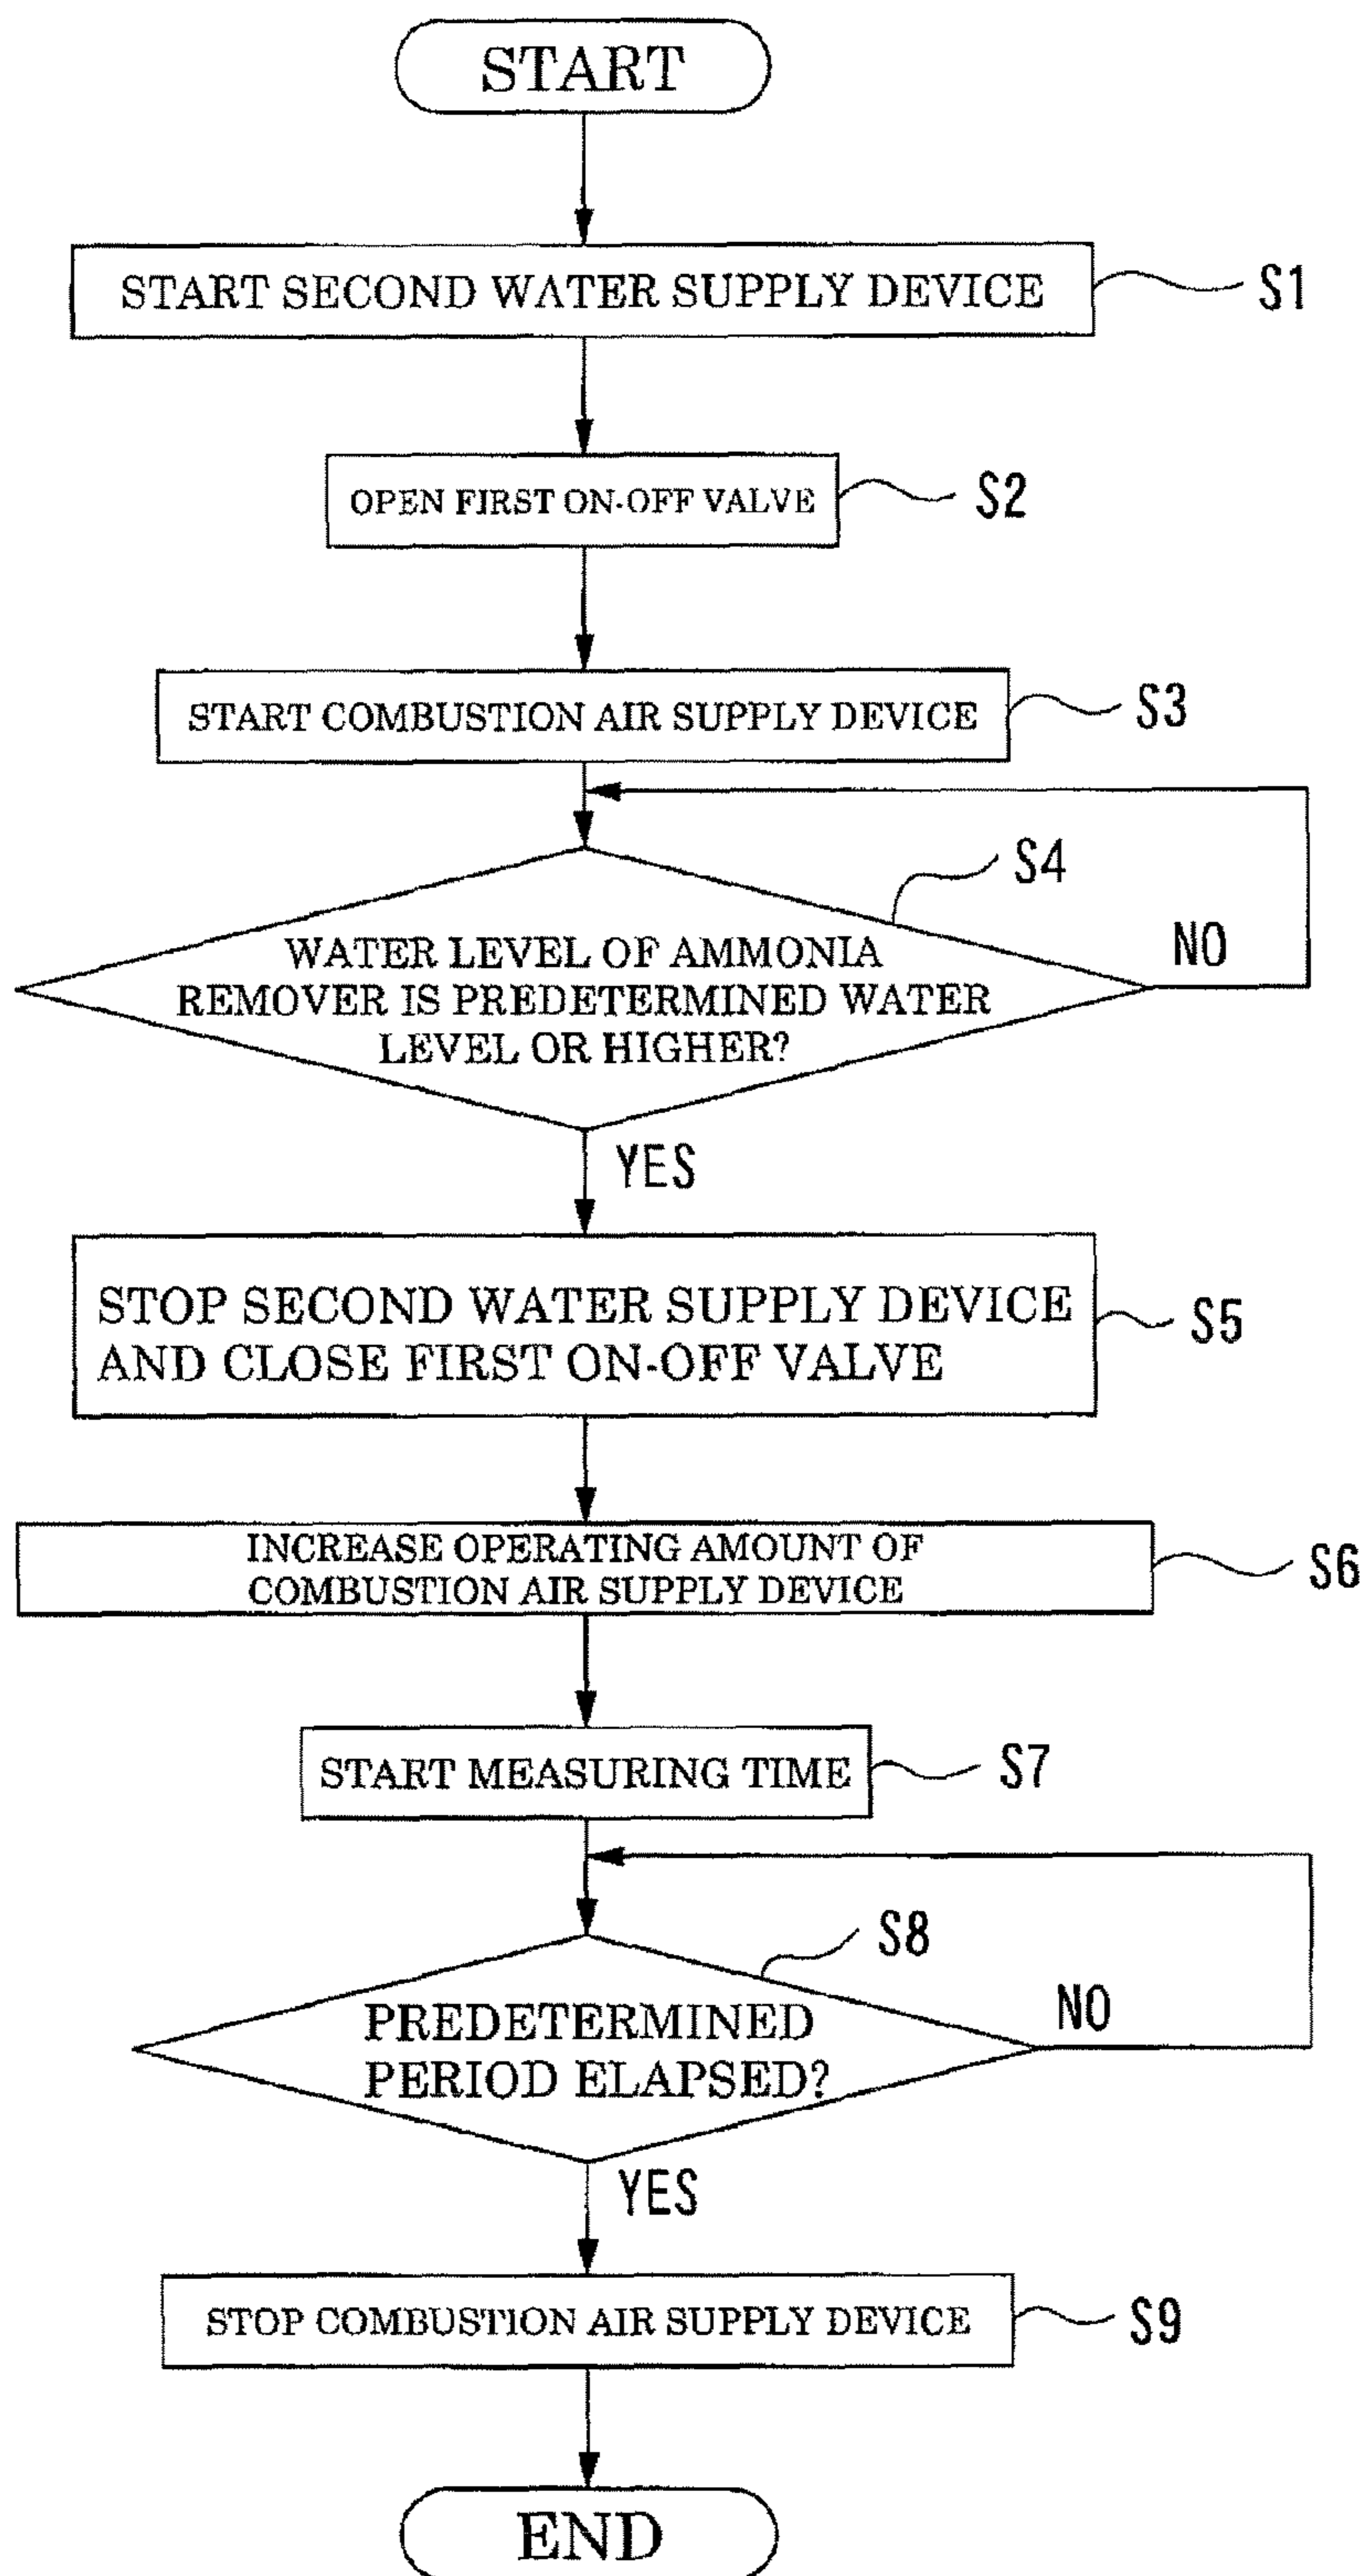 START
START SECOND WATER SUPPLY DEVICE
S1
OPEN FIRST ON-OFF VALVE
S2
START COMBUSTION AIR SUPPLY DEVICE
S3
S4
WATER LEVEL OF AMMONIA
REMOVER IS PREDETERMINED WATER
LEVEL OR HIGHER?
NO
YES
STOP SECOND WATER SUPPLY DEVICE
AND CLOSE FIRST ON-OFF VALVE
S5
INCREASE OPERATING AMOUNT OF
COMBUSTION AIR SUPPLY DEVICE
S6
START MEASURING TIME
S7
S8
PREDETERMINED
PERIOD ELAPSED?
NO
YES
STOP COMBUSTION AIR SUPPLY DEVICE
S9
END